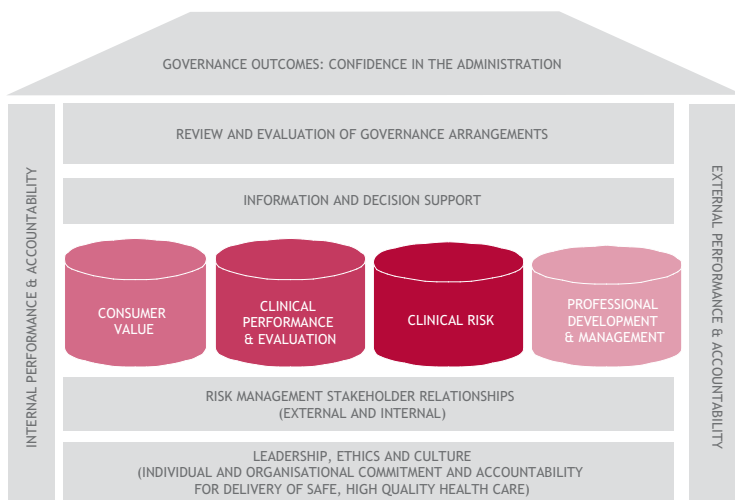 GOVERNANCE OUTCOMES: CONFIDENCE IN THE ADMINISTRATION
REVIEW AND EVALUATION OF GOVERNANCE ARRANGEMENTS
INFORMATION AND DECISION SUPPORT
INTERNAL PERFORMANCE & ACCOUNTABILITY
CONSUMER
VALUE
CLINICAL
PERFORMANCE
& EVALUATION
CLINICAL RISK
PROFESSIONAL
DEVELOPMENT
& MANAGEMENT
EXTERNAL PERFORMANCE & ACCOUNTABILITY
RISK MANAGEMENT STAKEHOLDER RELATIONSHIPS
(EXTERNAL AND INTERNAL)
LEADERSHIP, ETHICS AND CULTURE
(INDIVIDUAL AND ORGANISATIONAL COMMITMENT AND ACCOUNTABILITY
FOR DELIVERY OF SAFE, HIGH QUALITY HEALTH CARE)